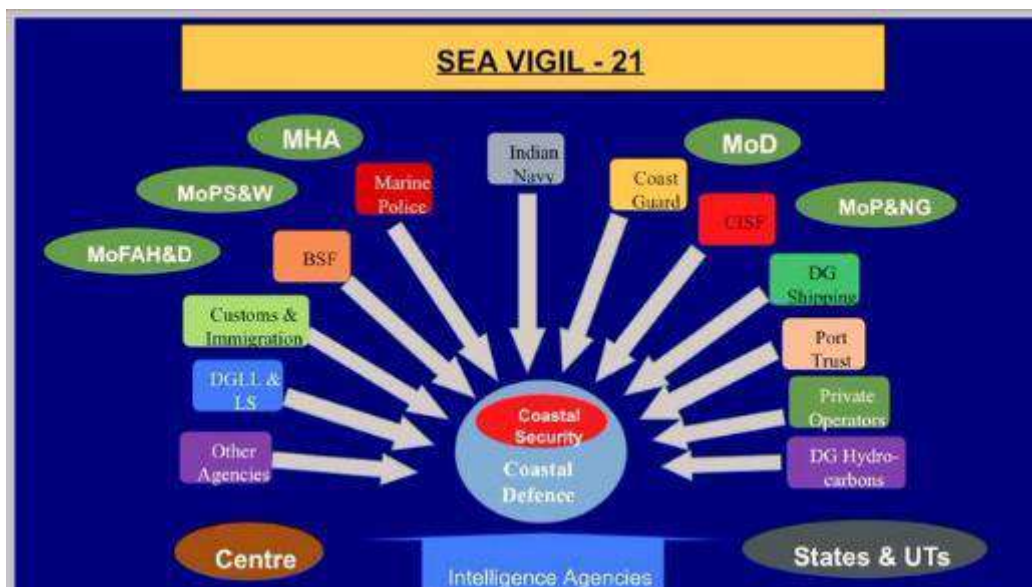 SEA VIGIL - 21
MHA
MoD
Indian
Navy
Marine
Police
Coast
Guard
MoPS&W
MoP&NG
CISF
MoFAH&D
BSF
DG
Shipping
Customs &
Immigration
Port
Trust
DGLL &
LS
Private
Operators
Coastal
Security
Other
Agencies
Coastal
Defence
DG Hydro-
carbons
Centre
States & UTs
Intelligence Agencies